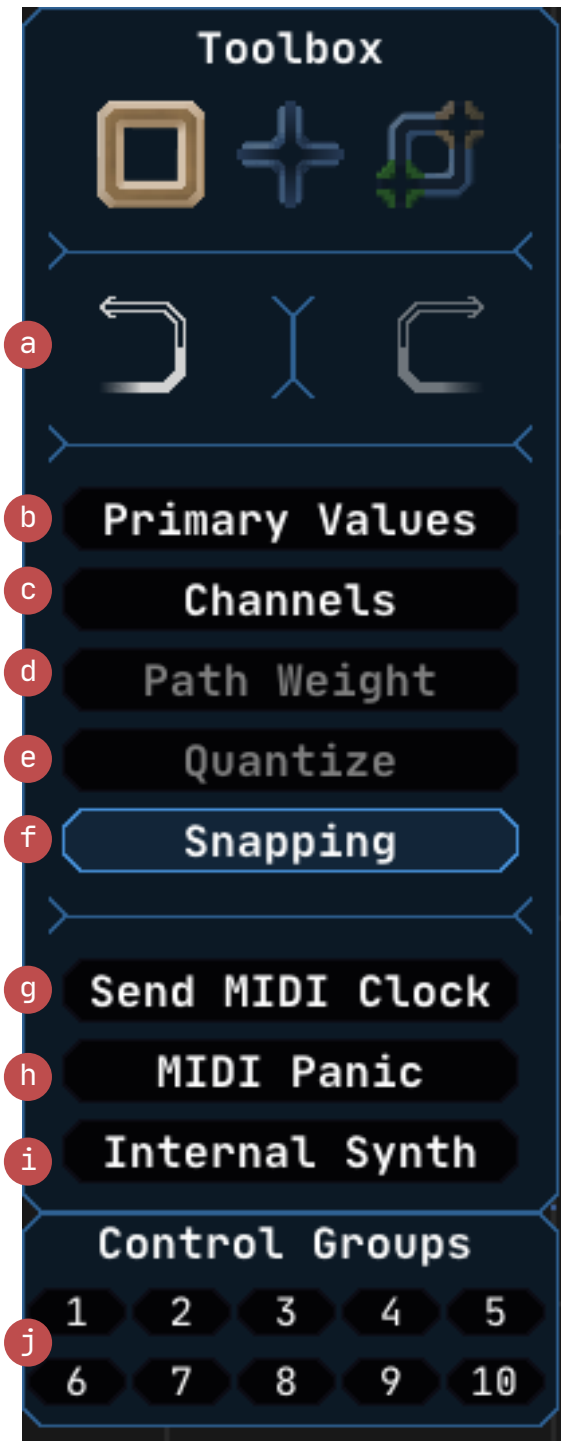 Toolbox
a
b Primary Values
c Channels
d Path Weight
e Quantize
f Snapping
g Send MIDI Clock
h MIDI Panic
i Internal Synth
Control Groups
1 2 3 4 5
j
6 7 8 9 10